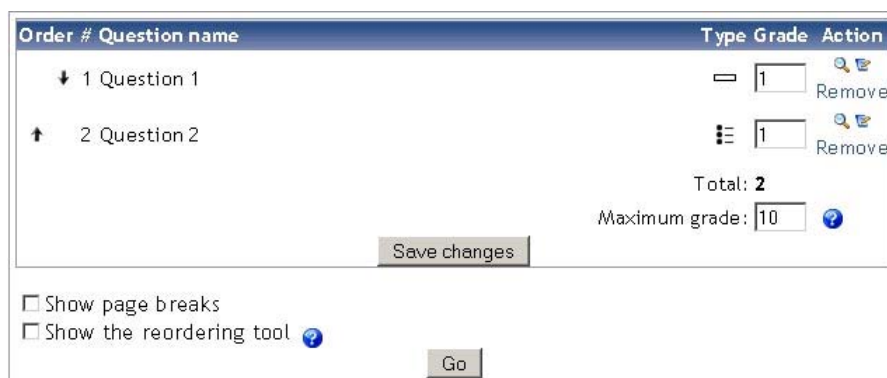 Order # Question name Type Grade Action
1 Question 1 1 Remove
2 Question 2 1 Remove
Total: 2
Maximum grade: 10
Save changes
Show page breaks
Show the reordering tool
Go